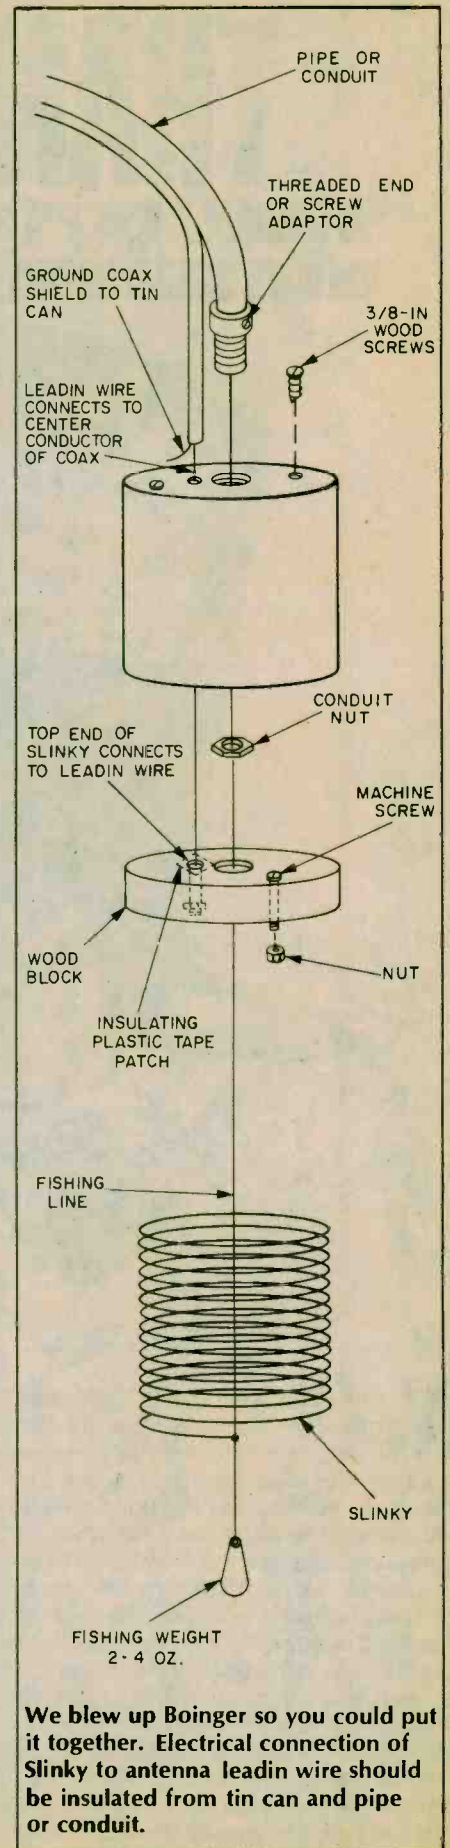 PIPE OR
CONDUIT
THREADED END
OR SCREW
ADAPTOR
GROUND COAX
SHIELD TO TIN
CAN
3/8-IN
WOOD
SCREWS
LEADIN WIRE
CONNECTS TO
CENTER
CONDUCTOR
OF COAX
CONDUIT
NUT
TOP END OF
SLINKY CONNECTS
TO LEADIN WIRE
MACHINE
SCREW
WOOD
BLOCK
NUT
INSULATING
PLASTIC TAPE
PATCH
FISHING
LINE
SLINKY
FISHING WEIGHT
2-4 OZ.
We blew up Boinger so you could put
it together. Electrical connection of
Slinky to antenna leadin wire should
be insulated from tin can and pipe
or conduit.